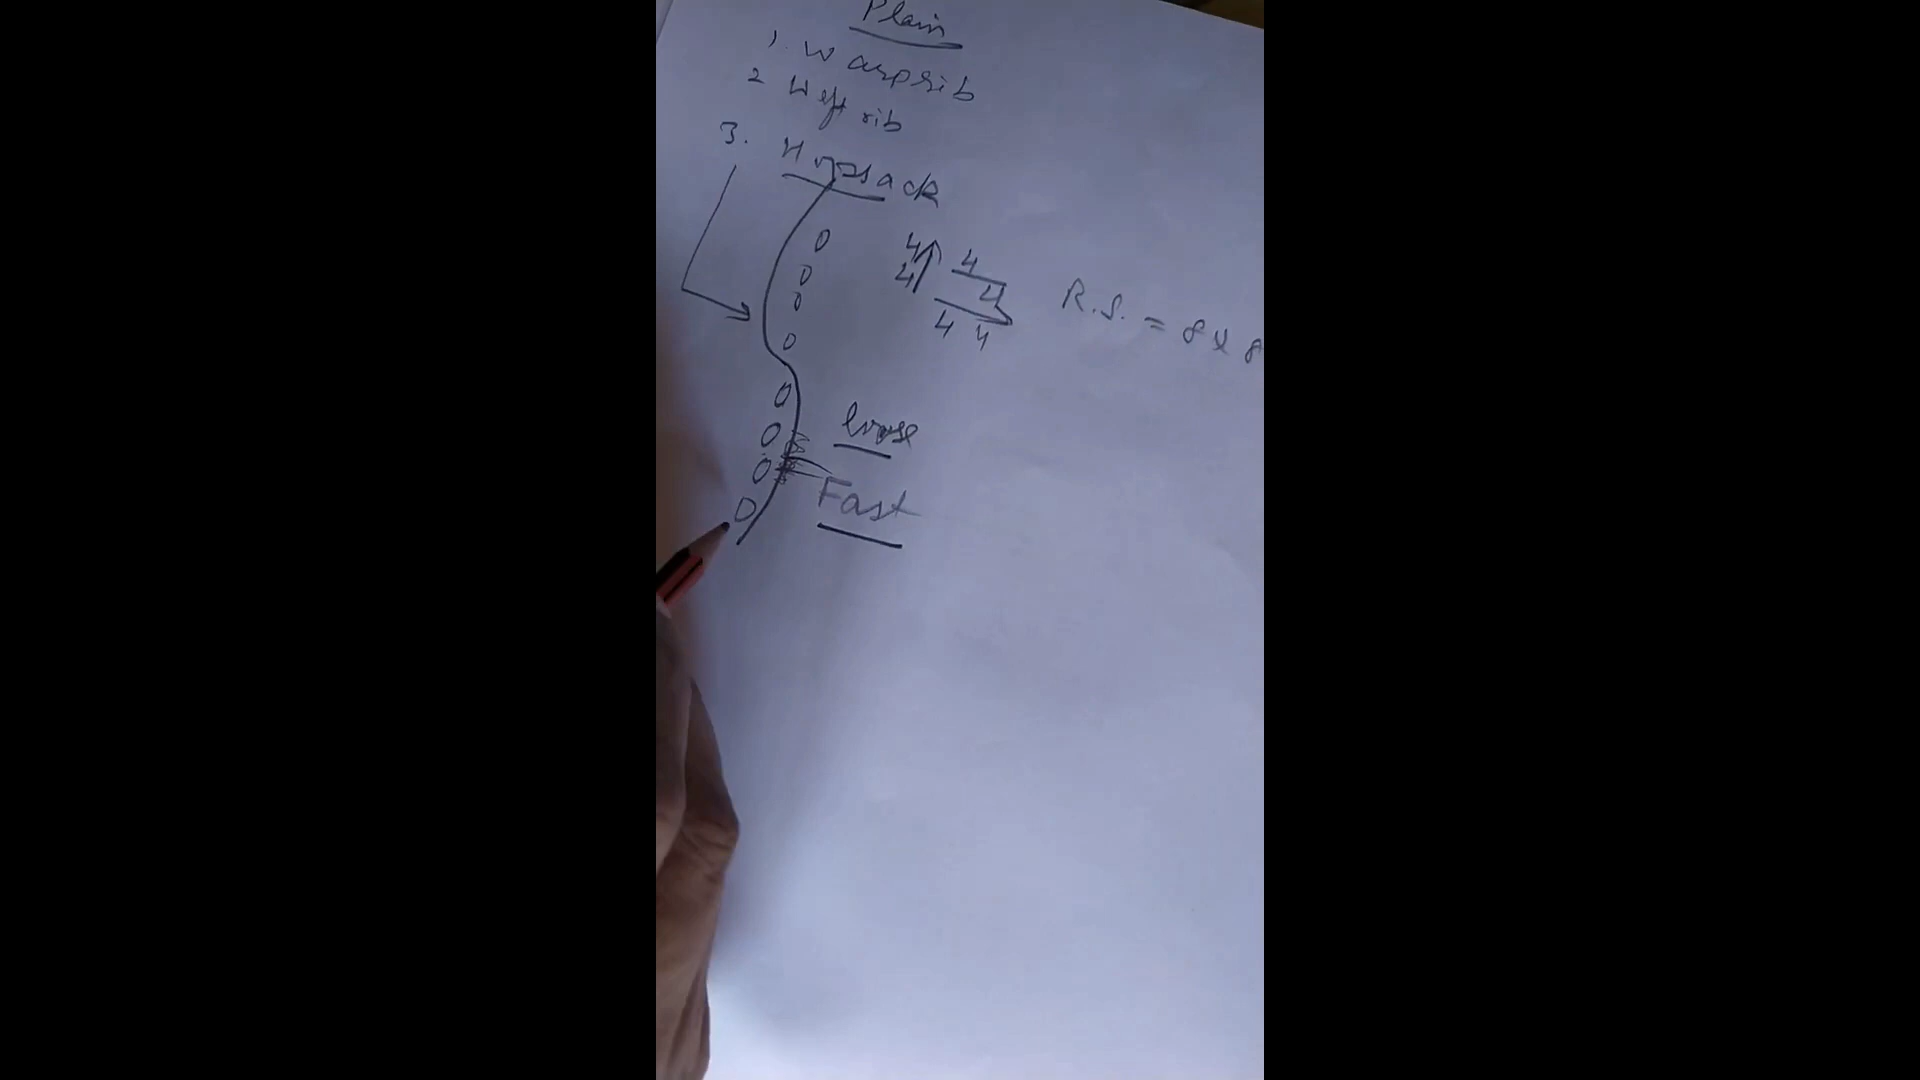 Plain
1. Warp rib
2 Weft rib
3. Hopsack
4 4
4 4
4 4
R.S. = 8 x 8
loose
Fast